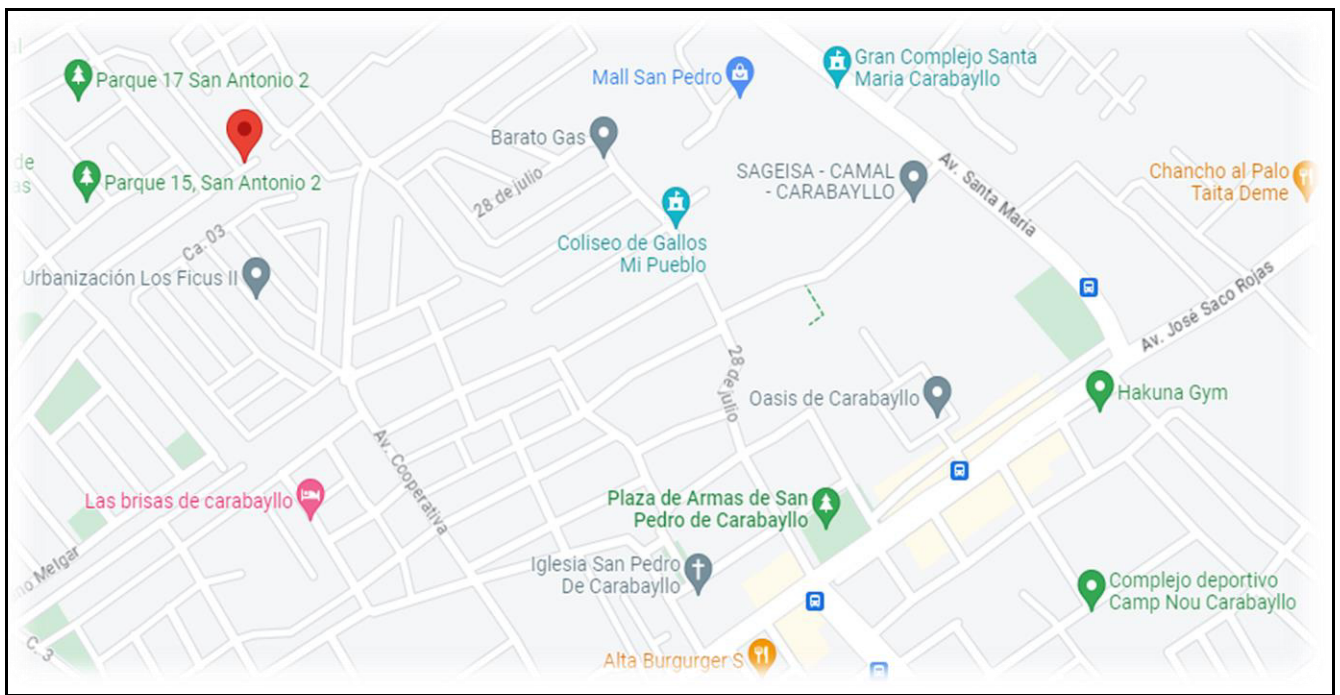 Gran Complejo Santa
Maria Carabayllo
Mall San Pedro
Parque 17 San Antonio 2
Barato Gas
SAGEISA - CAMAL
- CARABAYLLO
Av. Santa María
Chancho al Palo
Taita Deme
de
as
Parque 15, San Antonio 2
28 de julio
Ca. 03
Coliseo de Gallos
Mi Pueblo
Urbanización Los Ficus II
Av. José Saco Rojas
28 de julio
Oasis de Carabayllo
Hakuna Gym
Av. Cooperativa
Las brisas de carabayllo
Plaza de Armas de San
Pedro de Carabayllo
no Melgar
Iglesia San Pedro
De Carabayllo
Complejo deportivo
Camp Nou Carabayllo
C. 3
Alta Burgurger S